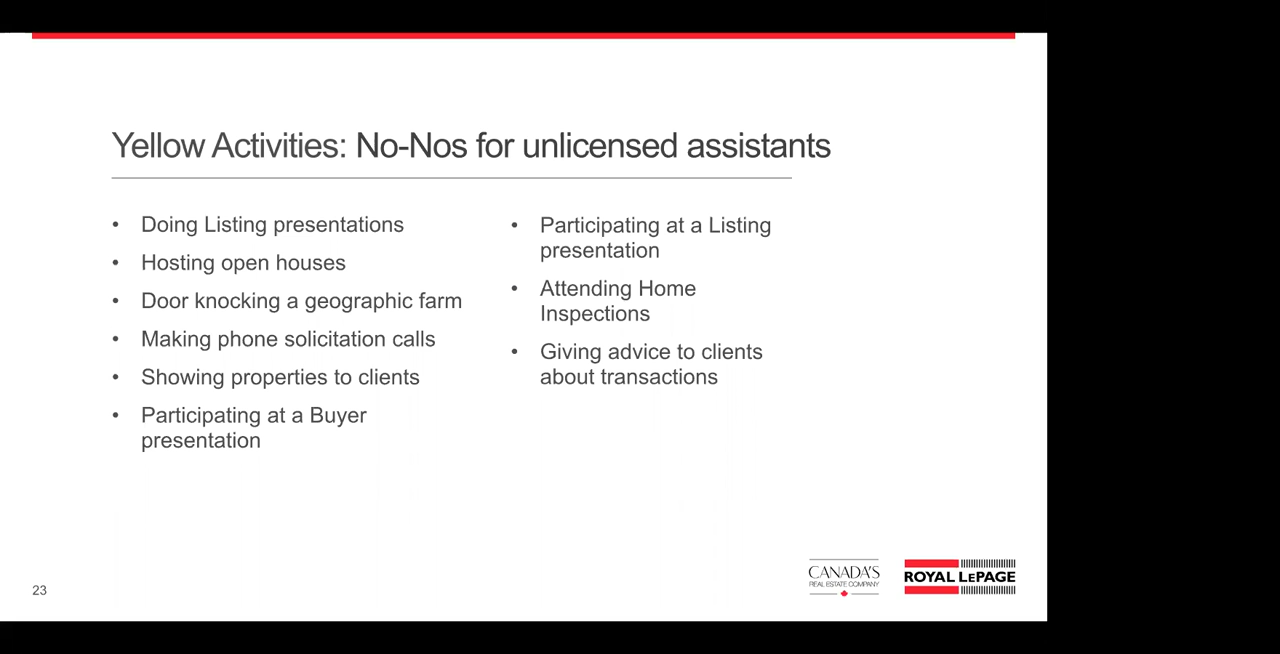 Yellow Activities: No-Nos for unlicensed assistants
• Doing Listing presentations
• Hosting open houses
• Door knocking a geographic farm
• Making phone solicitation calls
• Showing properties to clients
• Participating at a Buyer
presentation
• Participating at a Listing
presentation
• Attending Home
Inspections
• Giving advice to clients
about transactions
23
CANADA'S
REAL ESTATE COMPANY
ROYAL LEPAGE